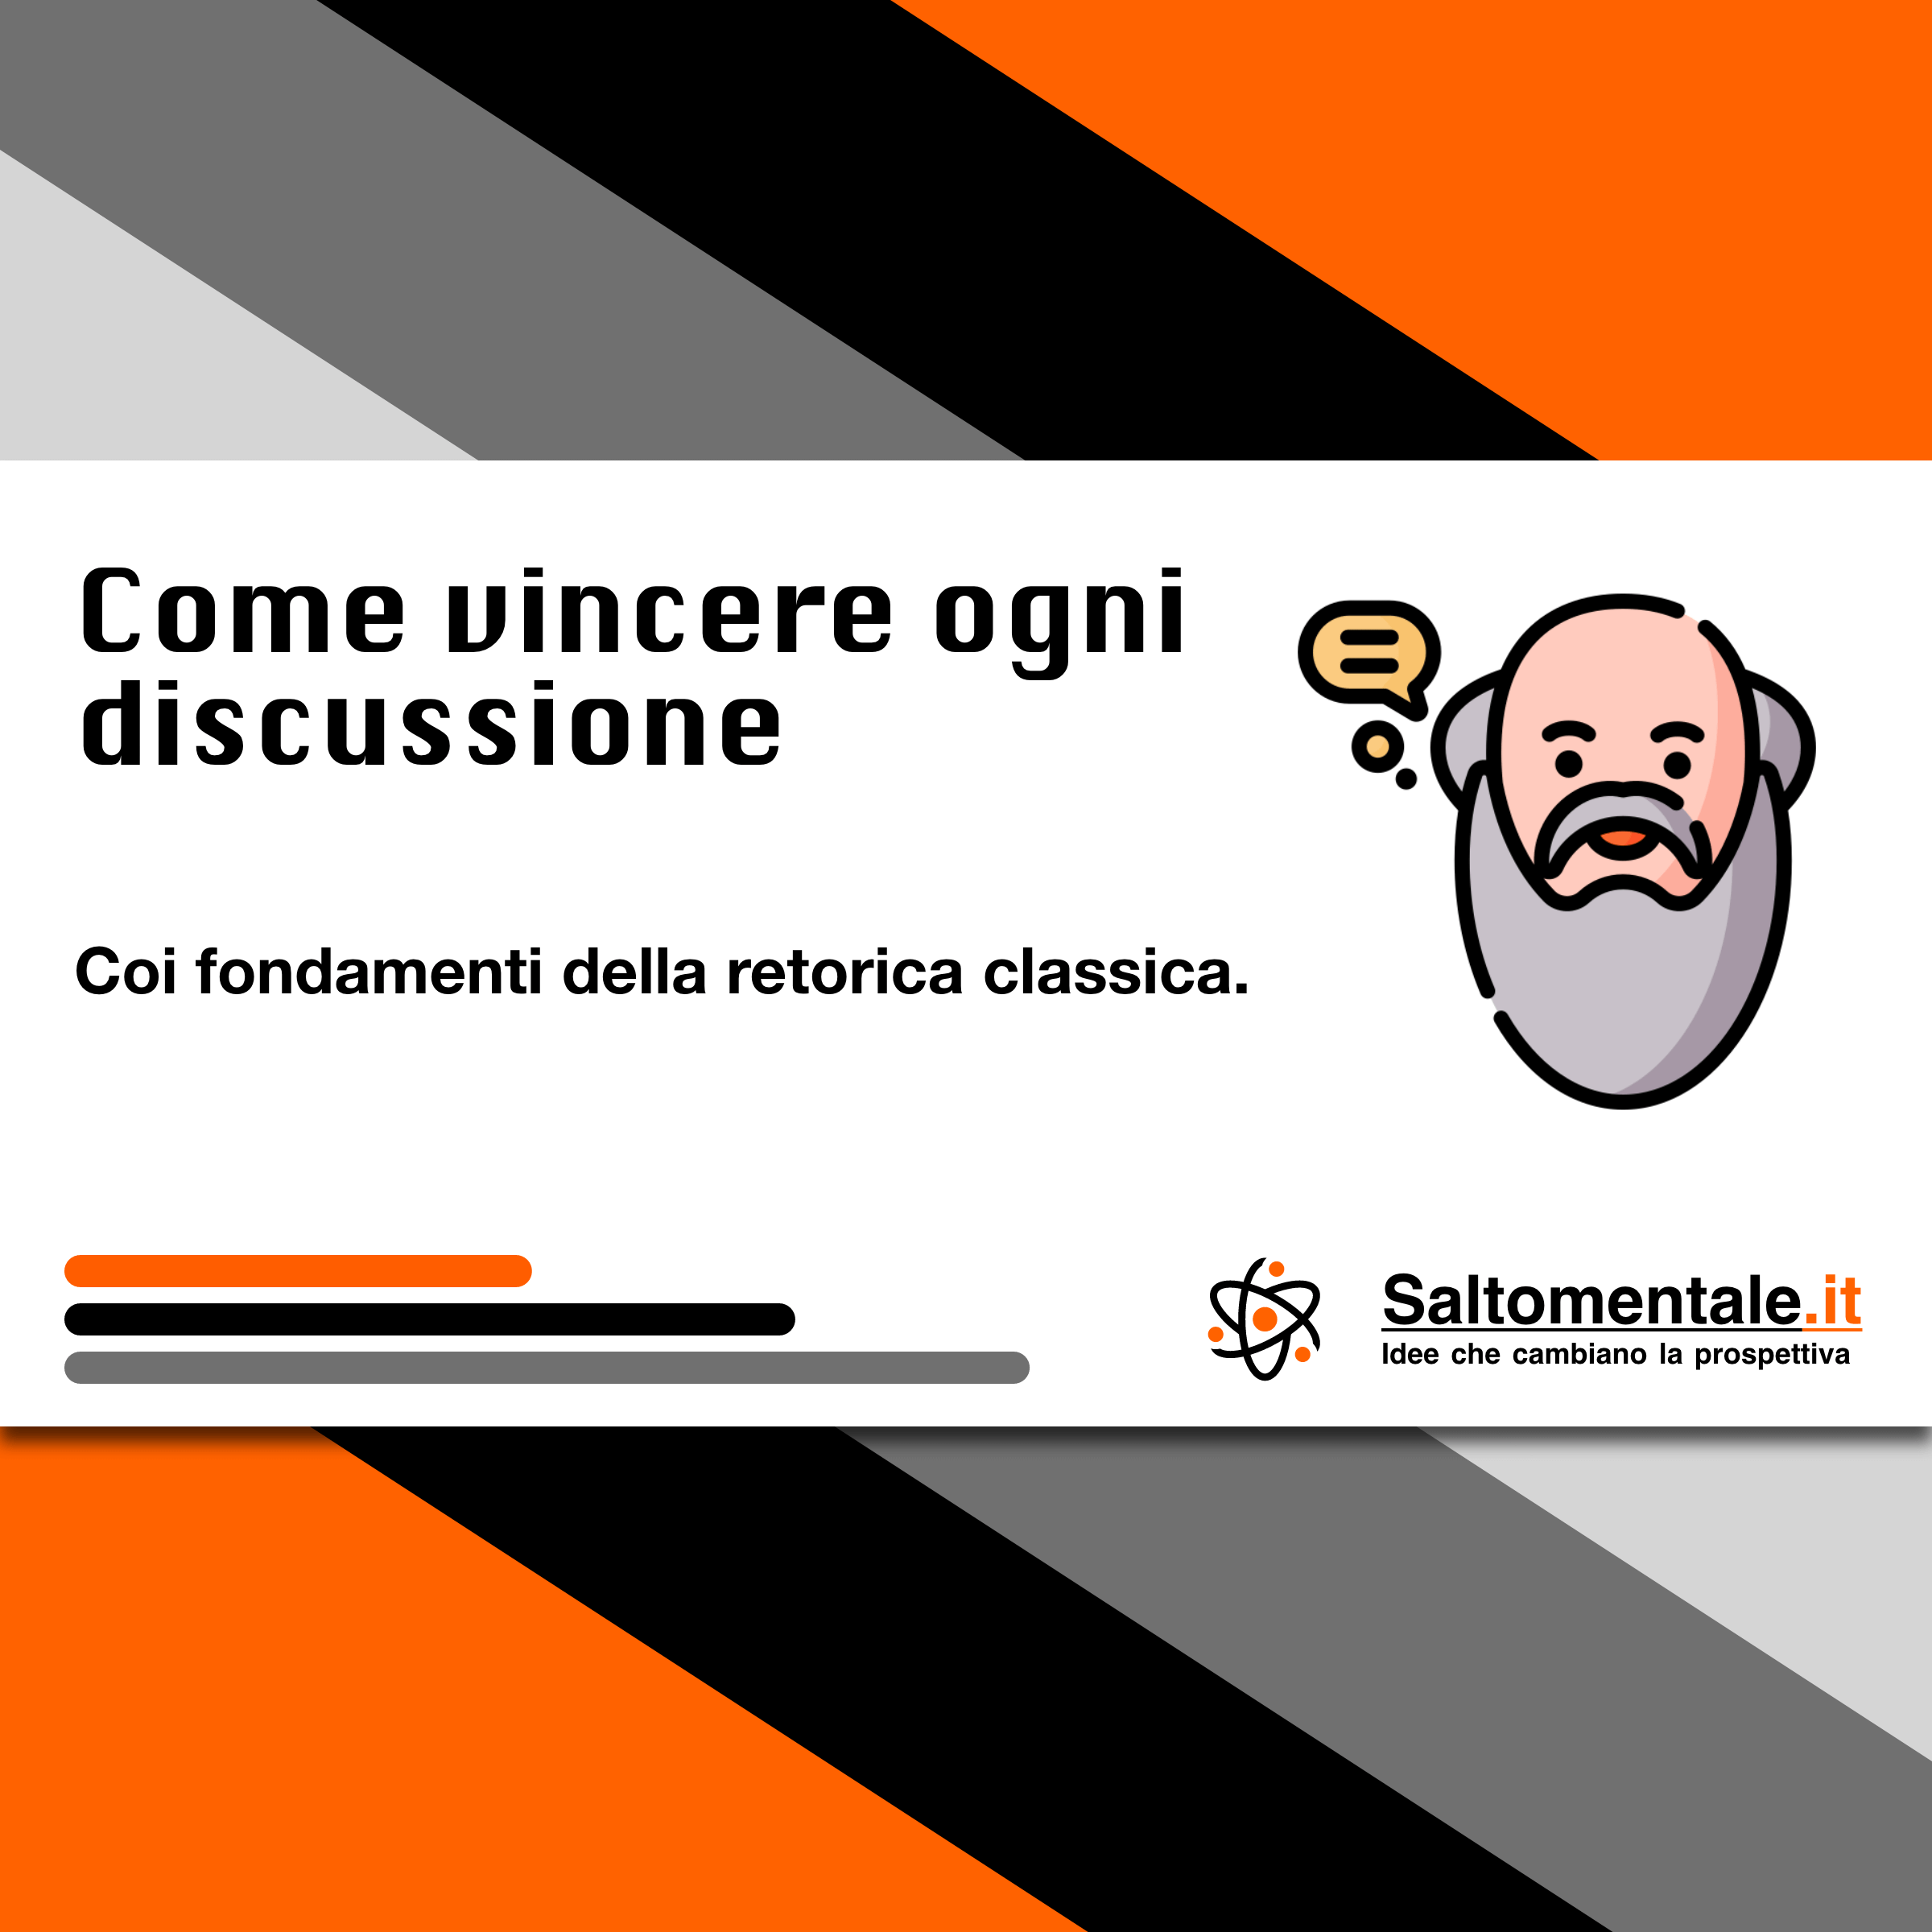 Come vincere ogni
discussione
Coi fondamenti della retorica classica.
Saltomentale.it
Idee che cambiano la prospettiva